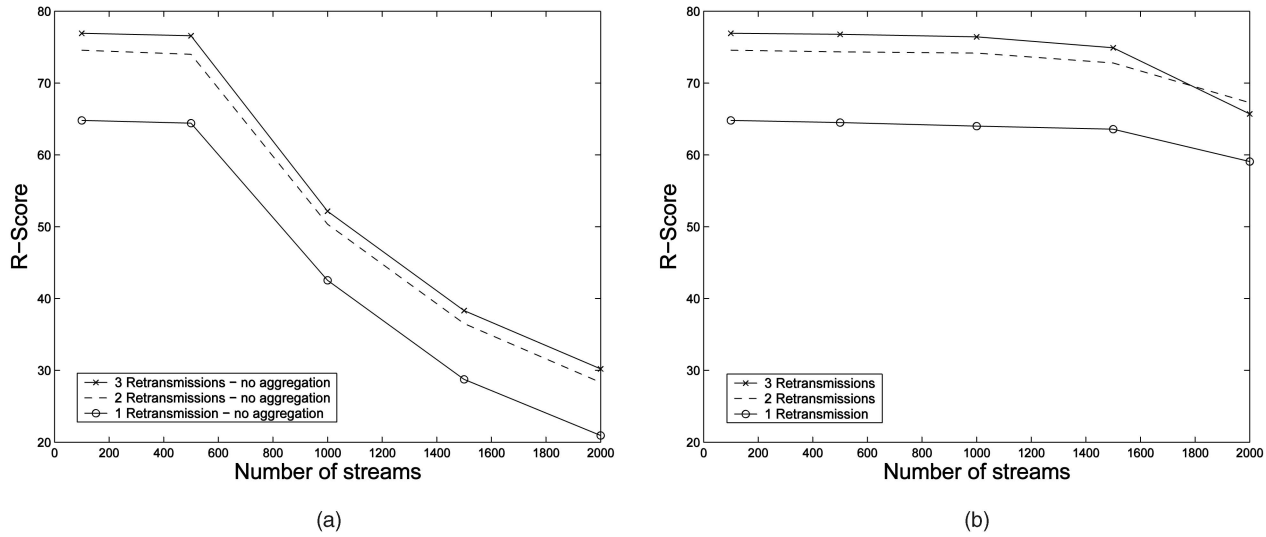 80
70
60
50
40
30
20
R−Score
3 Retransmissions − no aggregation
2 Retransmissions − no aggregation
1 Retransmission − no aggregation
0 200 400 600 800 1000 1200 1400 1600 1800 2000
Number of streams
(a)
80
70
60
50
40
30
20
R−Score
3 Retransmissions
2 Retransmissions
1 Retransmission
0 200 400 600 800 1000 1200 1400 1600 1800 2000
Number of streams
(b)